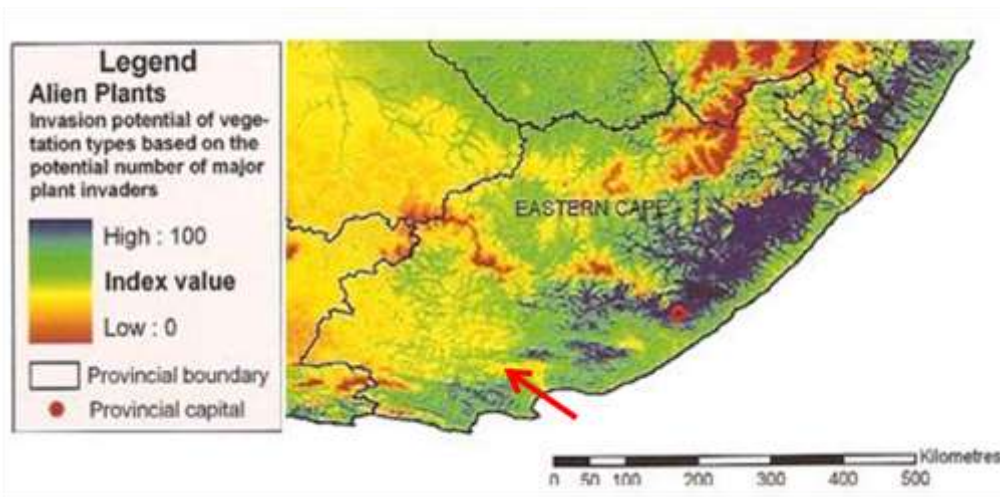 Legend
Alien Plants
Invasion potential of vege-
tation types based on the
potential number of major
plant invaders
High : 100
Index value
Low : 0
Provincial boundary
Provincial capital
EASTERN CAPE
Kilometres
0 50 100 200 300 400 500